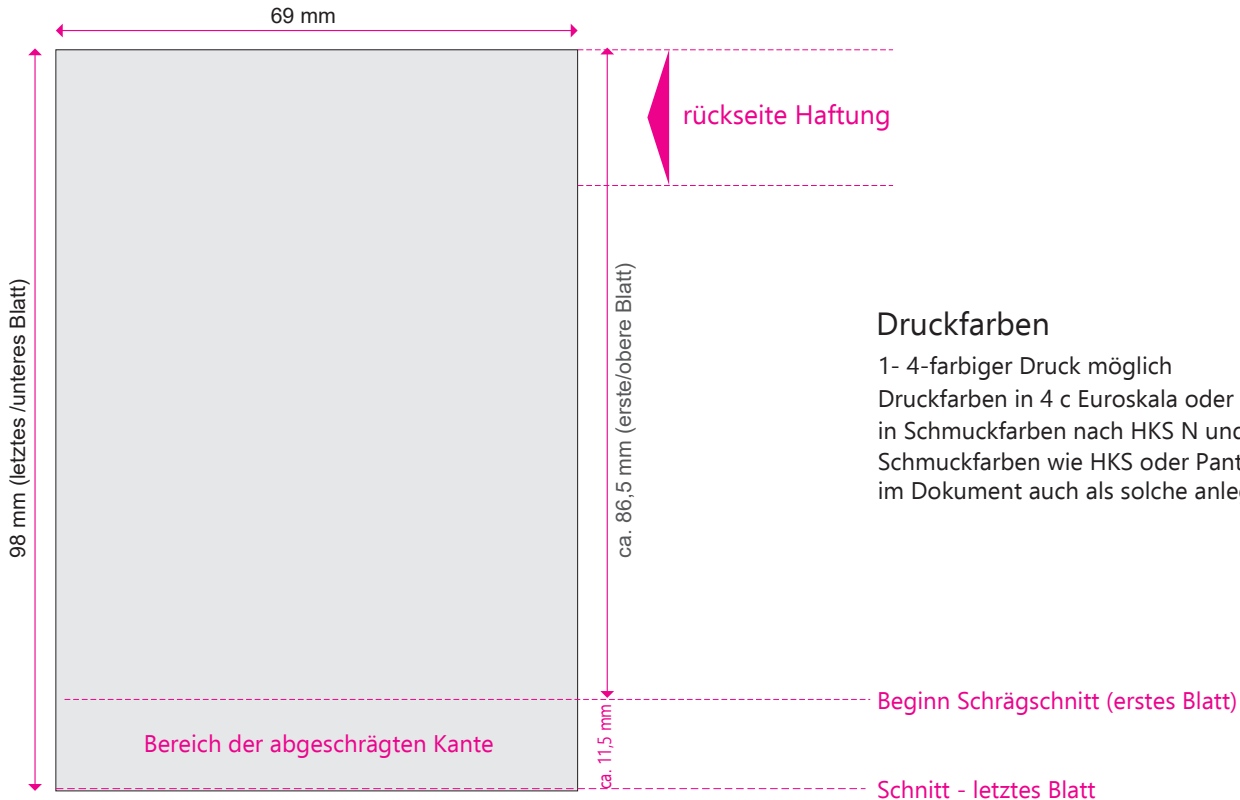 69 mm
rückseite Haftung
98 mm (letztes /unteres Blatt)
ca. 86,5 mm (erste/obere Blatt)
Druckfarben
1- 4-farbiger Druck möglich
Druckfarben in 4 c Euroskala oder
in Schmuckfarben nach HKS N und
Schmuckfarben wie HKS oder
im Dokument auch als solche
Beginn Schrägschnitt (erstes Blatt)
ca. 11,5 mm
Bereich der abgeschrägten Kante
Schnitt - letztes Blatt